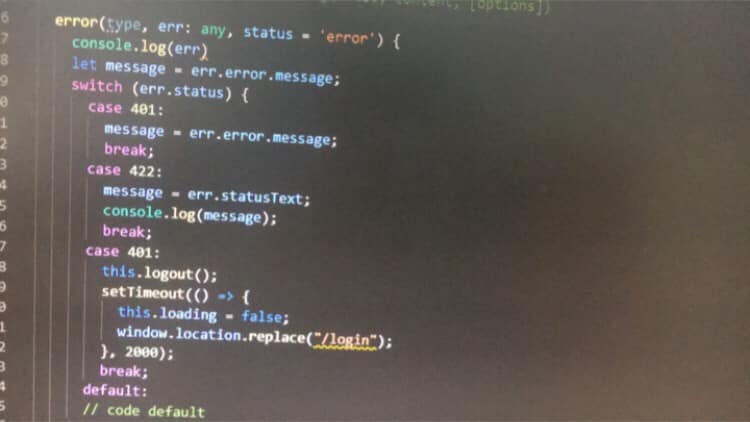 [options])
6 error(type, err: any, status = 'error') {
7 console.log(err)
8 let message = err.error.message;
9 switch (err.status) {
0 case 401:
1 message = err.error.message;
2 break;
3 case 422:
4 message = err.statusText;
5 console.log(message);
6 break;
7 case 401:
8 this.logout();
9 setTimeout(() => {
0 this.loading = false;
1 window.location.replace("/login");
2 }, 2000);
3 break;
4 default:
5 // code default